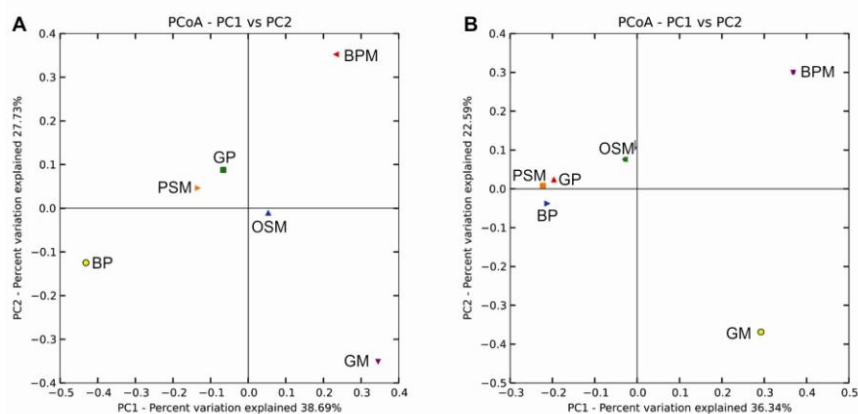 A
PCoA - PC1 vs PC2
PC2 - Percent variation explained 27.73%
0.4
0.3
0.2
0.1
0.0
−0.1
−0.2
−0.3
−0.4
BPM
GP
PSM
OSM
BP
GM
−0.5 −0.4 −0.3 −0.2 −0.1 0.0 0.1 0.2 0.3 0.4
PC1 - Percent variation explained 38.69%
B
PCoA - PC1 vs PC2
PC2 - Percent variation explained 22.59%
0.4
0.3
0.2
0.1
0.0
−0.1
−0.2
−0.3
−0.4
−0.5
BPM
OSM
PSM
GP
BP
GM
−0.3 −0.2 −0.1 0.0 0.1 0.2 0.3 0.4 0.5
PC1 - Percent variation explained 36.34%